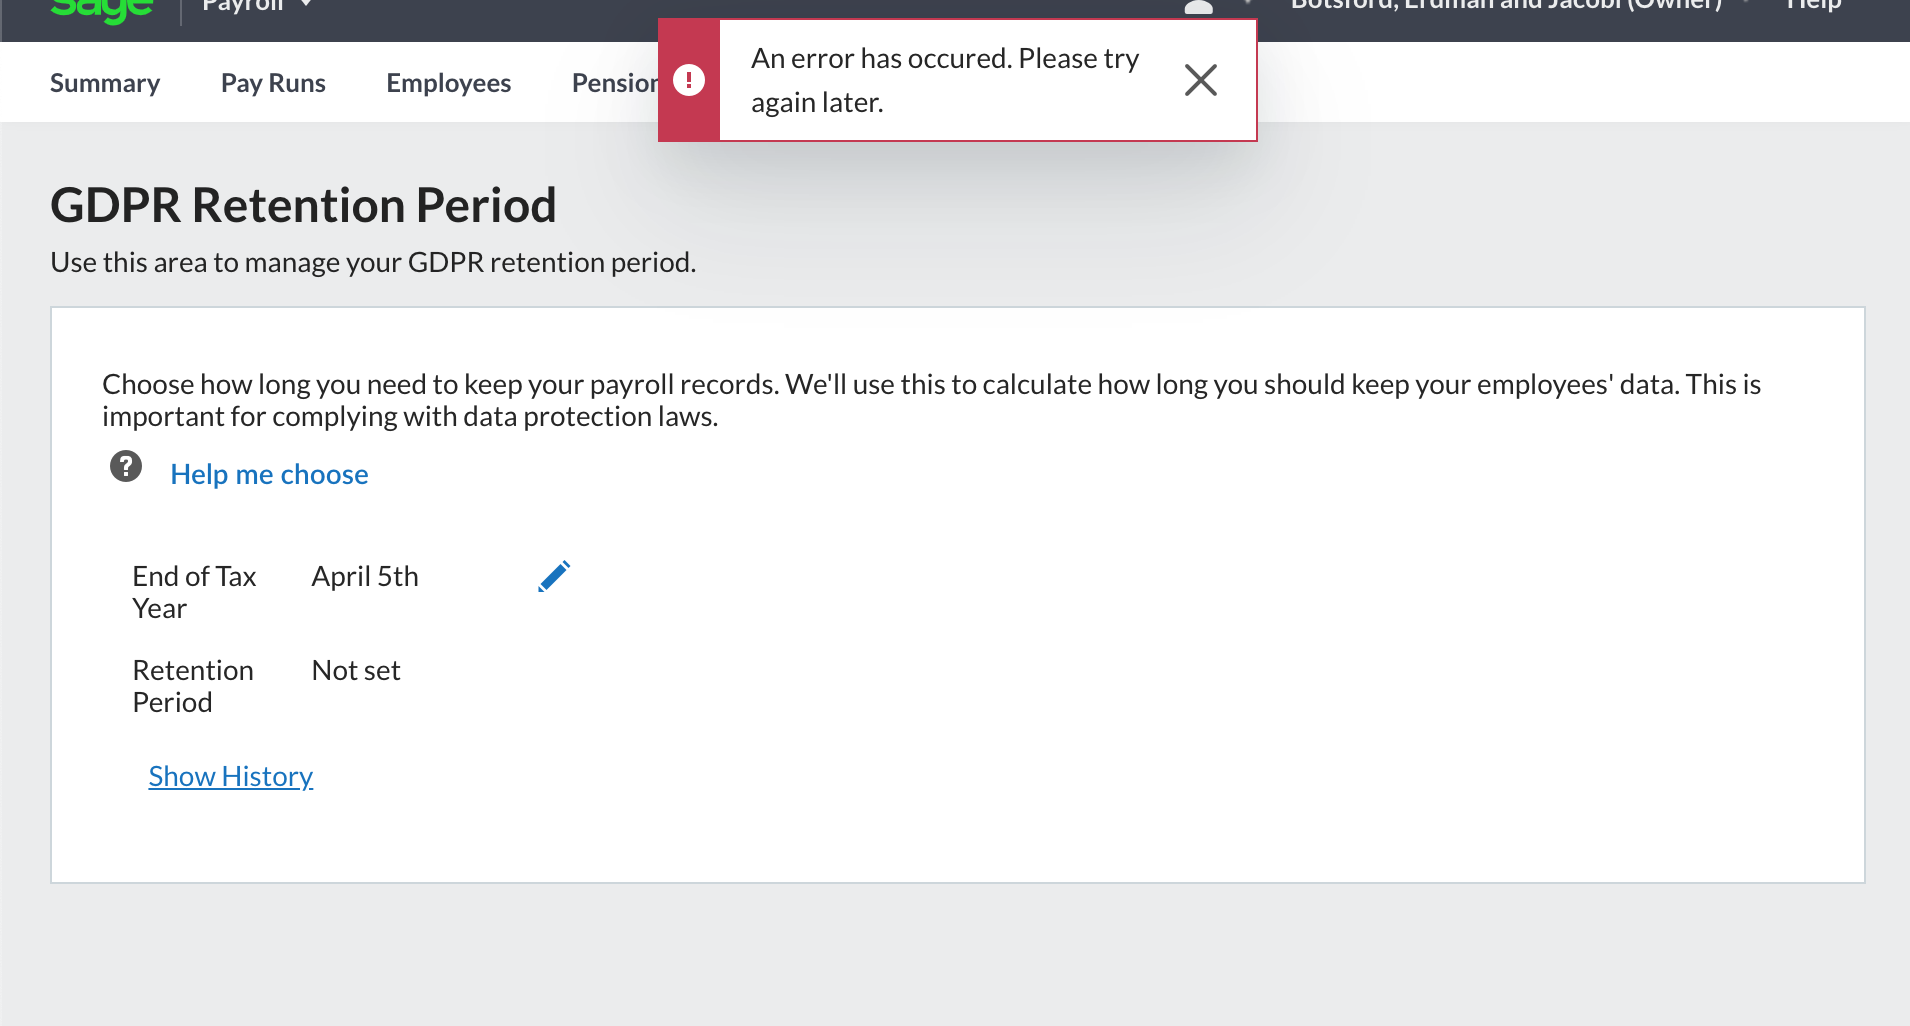 sage Payroll Botsford, Erdman and Jacobi (Owner) Help
An error has occured. Please try
again later.
Summary Pay Runs Employees Pension
GDPR Retention Period
Use this area to manage your GDPR retention period.
Choose how long you need to keep your payroll records. We'll use this to calculate how long you should keep your employees' data. This is
important for complying with data protection laws.
Help me choose
End of Tax April 5th
Year
Retention Not set
Period
Show History